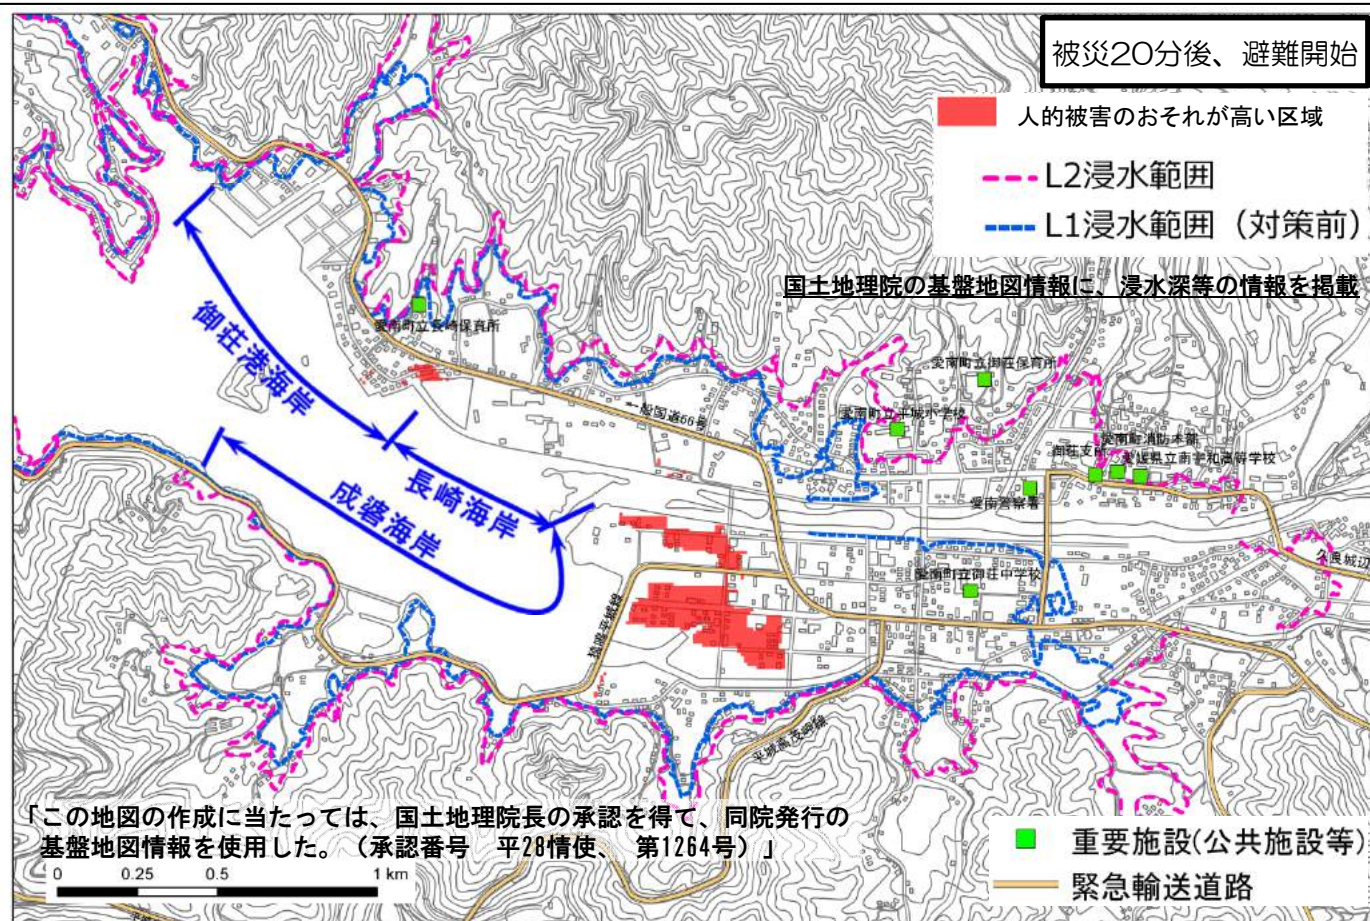 被災20分後、避難開始
人的被害のおそれが高い区域
L2浸水範囲
L1浸水範囲（対策前）
国土地理院の基盤地図情報に、浸水深等の情報を掲載
愛南町立長崎保育所
御荘港海岸
長崎海岸
成礐海岸
一般国道56号
愛南町立御荘保育所
愛南町立平城小学校
愛南町消防本部
御荘支所
愛媛県立南宇和高等学校
愛南警察署
愛南町立御荘中学校
久良城辺
平城高茂岬線
「この地図の作成に当たっては、国土地理院長の承認を得て、同院発行の
基盤地図情報を使用した。（承認番号　平28情使、　第1264号）」
0 0.25 0.5 1 km
重要施設(公共施設等)
緊急輸送道路